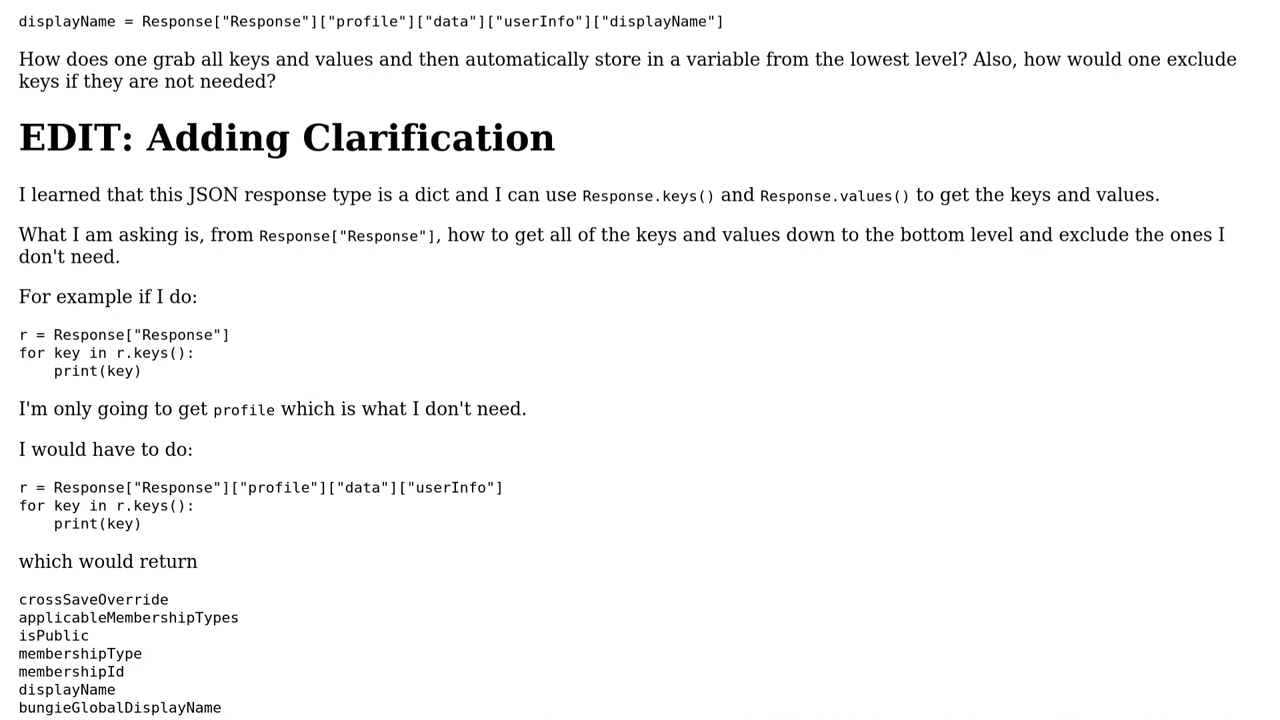 displayName = Response["Response"]["profile"]["data"]["userInfo"]["displayName"]
How does one grab all keys and values and then automatically store in a variable from the lowest level? Also, how would one exclude
keys if they are not needed?
EDIT: Adding Clarification
I learned that this JSON response type is a dict and I can use Response.keys() and Response.values() to get the keys and values.
What I am asking is, from Response["Response"], how to get all of the keys and values down to the bottom level and exclude the ones I
don't need.
For example if I do:
r = Response["Response"]
for key in r.keys():
    print(key)
I'm only going to get profile which is what I don't need.
I would have to do:
r = Response["Response"]["profile"]["data"]["userInfo"]
for key in r.keys():
    print(key)
which would return
crossSaveOverride
applicableMembershipTypes
isPublic
membershipType
membershipId
displayName
bungieGlobalDisplayName